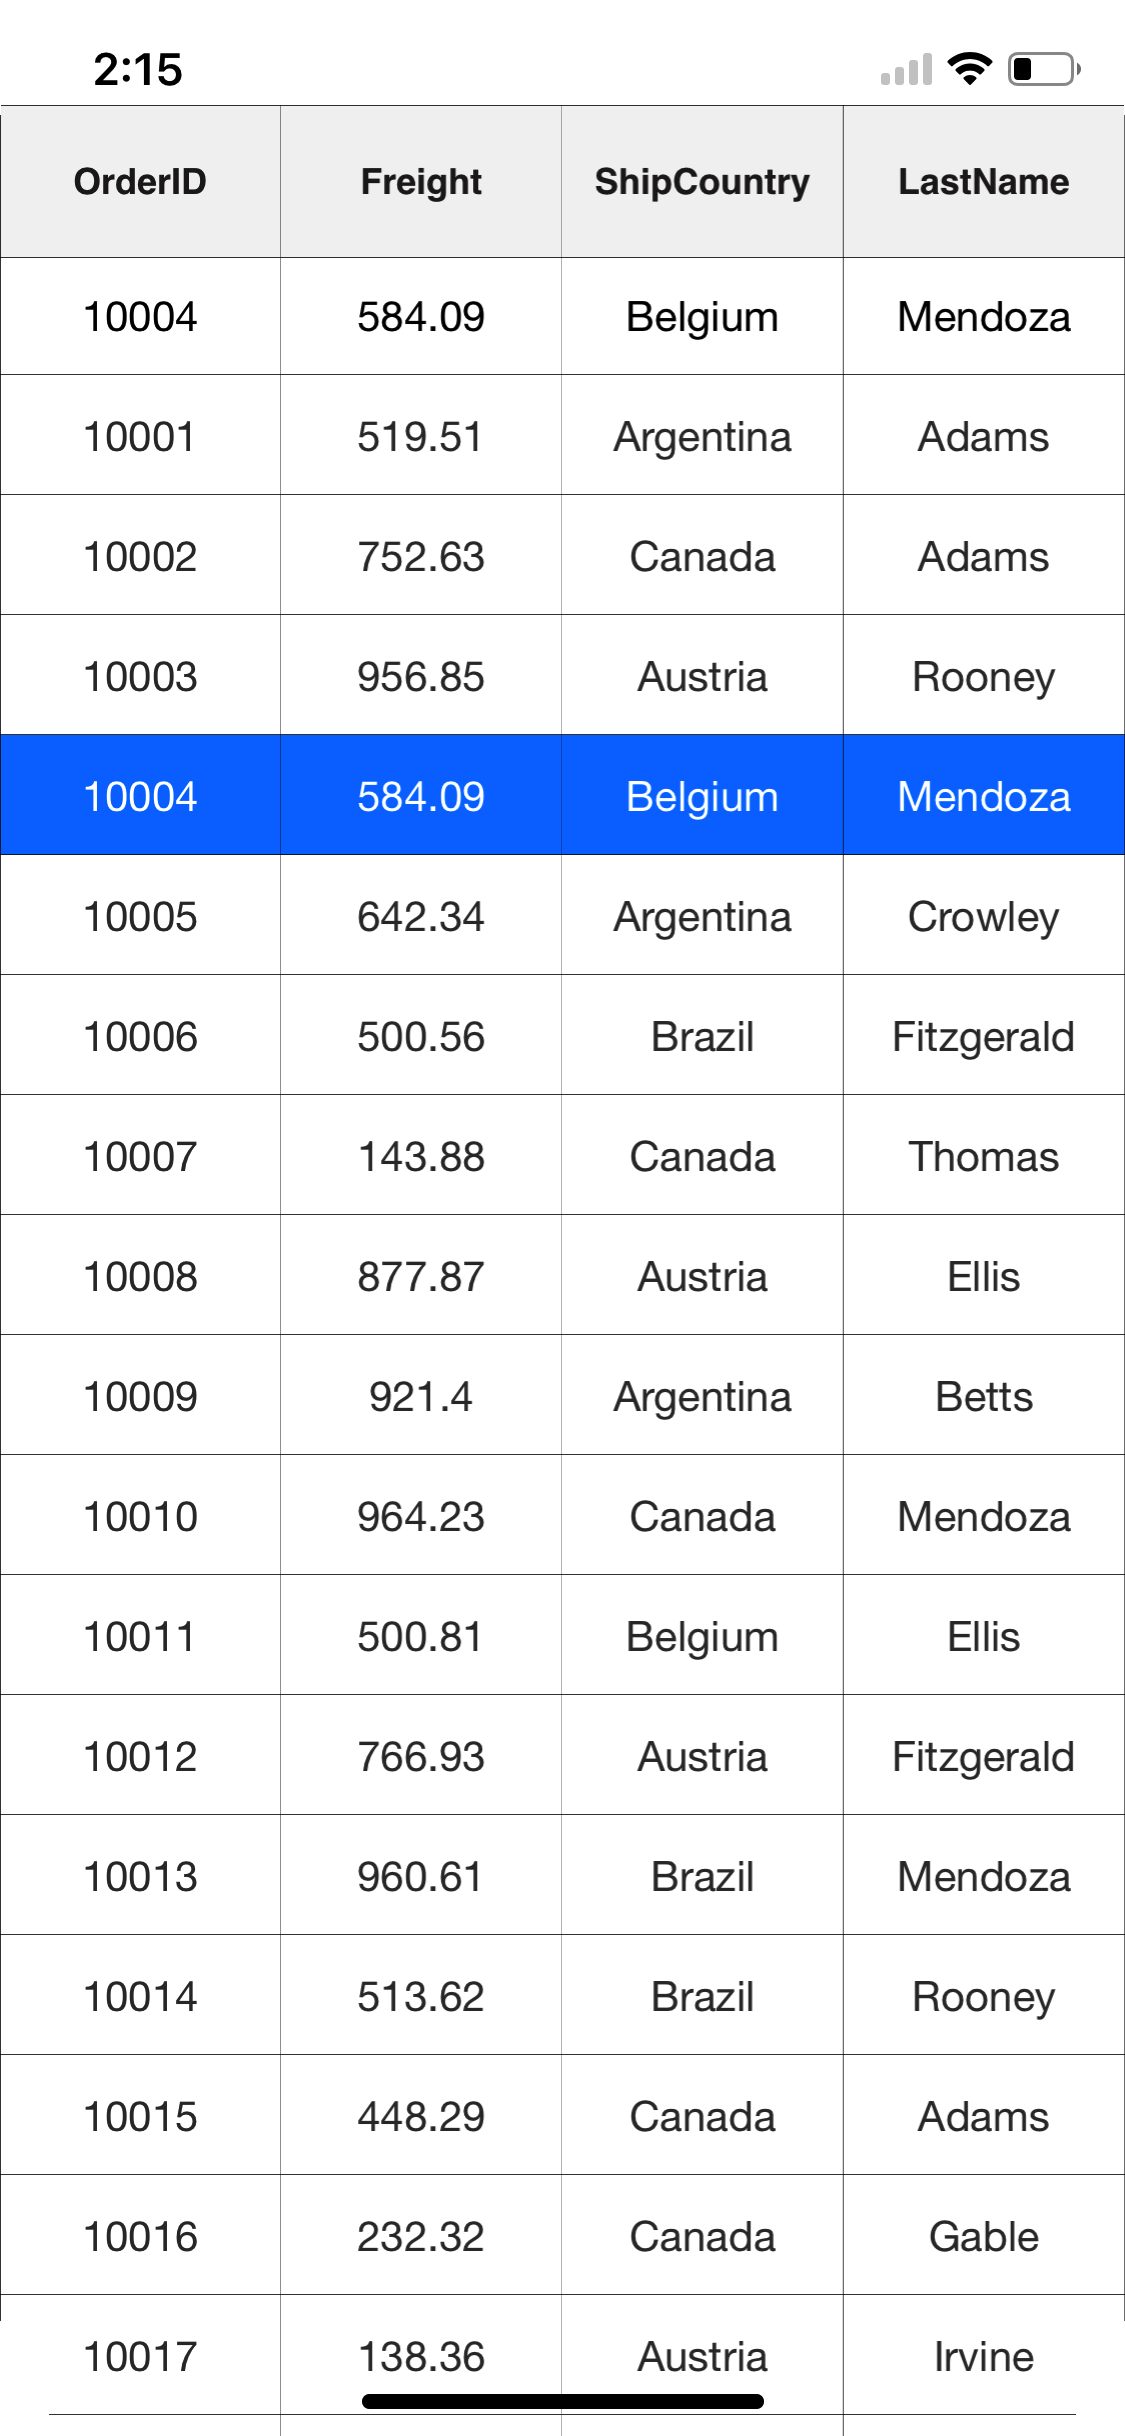 2:15
OrderID Freight ShipCountry LastName
10004 584.09 Belgium Mendoza
10001 519.51 Argentina Adams
10002 752.63 Canada Adams
10003 956.85 Austria Rooney
10004 584.09 Belgium Mendoza
10005 642.34 Argentina Crowley
10006 500.56 Brazil Fitzgerald
10007 143.88 Canada Thomas
10008 877.87 Austria Ellis
10009 921.4 Argentina Betts
10010 964.23 Canada Mendoza
10011 500.81 Belgium Ellis
10012 766.93 Austria Fitzgerald
10013 960.61 Brazil Mendoza
10014 513.62 Brazil Rooney
10015 448.29 Canada Adams
10016 232.32 Canada Gable
10017 138.36 Austria Irvine